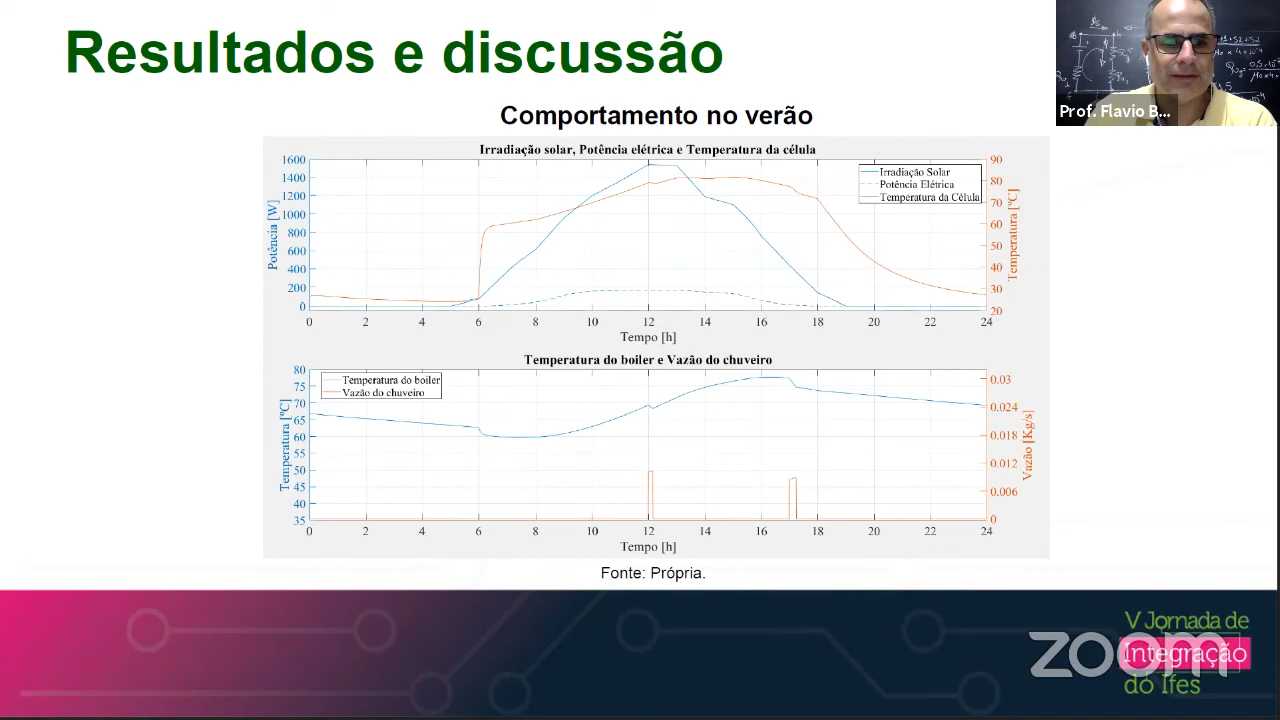 Resultados e discussão
Prof. Flavio B...
Comportamento no verão
Irradiação solar, Potência elétrica e Temperatura da célula
1600
1400
1200
1000
800
600
400
200
0
Potência [W]
90
80
70
60
50
40
30
20
Temperatura [ºC]
Irradiação Solar
Potência Elétrica
Temperatura da Célula
0 2 4 6 8 10 12 14 16 18 20 22 24
Tempo [h]
Temperatura do boiler e Vazão do chuveiro
80
75
70
65
60
55
50
45
40
35
Temperatura [ºC]
Temperatura do boiler
Vazão do chuveiro
0.03
0.024
0.018
0.012
0.006
0
Vazão [Kg/s]
0 2 4 6 8 10 12 14 16 18 20 22 24
Tempo [h]
Fonte: Própria.
V Jornada de
Integração
do Ifes
zoom